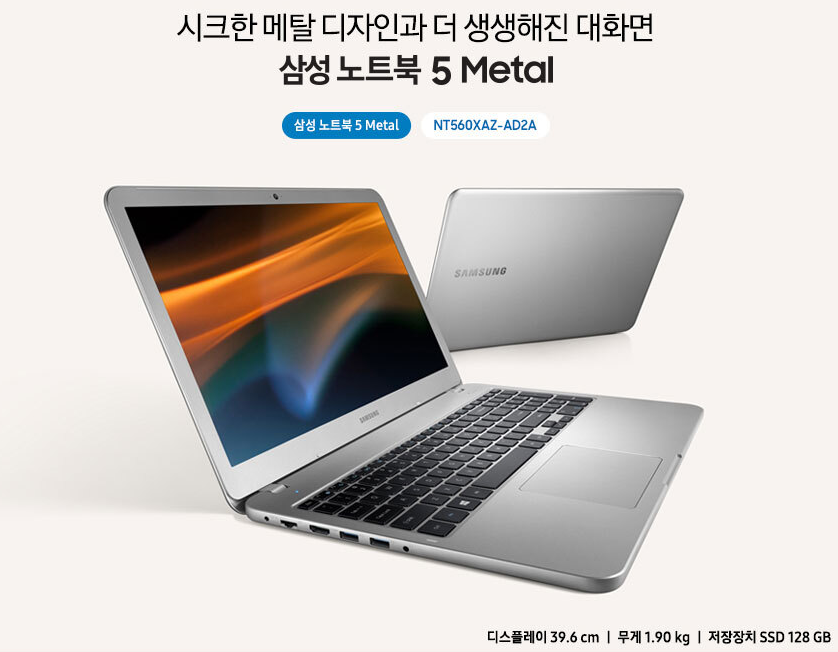 시크한 메탈 디자인과 더 생생해진 대화면
삼성 노트북 5 Metal
삼성 노트북 5 Metal NT560XAZ-AD2A
SAMSUNG
SAMSUNG
디스플레이 39.6 cm | 무게 1.90 kg | 저장장치 SSD 128 GB